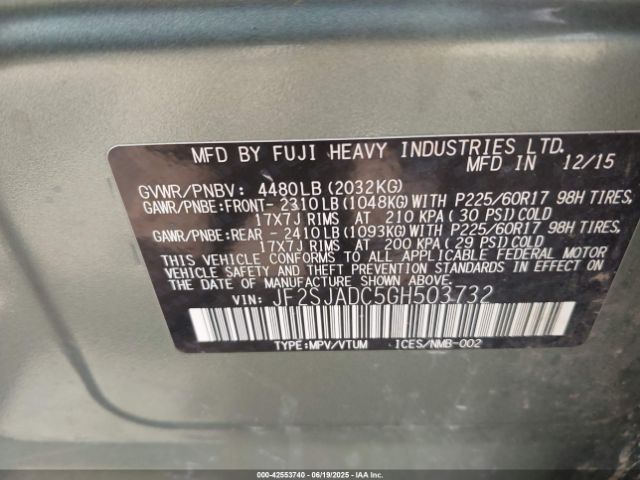 MFD BY FUJI HEAVY INDUSTRIES LTD.
MFD IN 12/15
GVWR/PNBV: 4480LB(2032KG)
GAWR/PNBE:FRONT- 2310LB(1048KG)WITH P225/60R17 98H TIRES,
17X7J RIMS AT 210 KPA(30 PSI)COLD
GAWR/PNBE:REAR - 2410LB(1093KG)WITH P225/60R17 98H TIRES,
17X7J RIMS AT 200 KPA(29 PSI)COLD
THIS VEHICLE CONFORMS TO ALL APPLICABLE FEDERAL MOTOR
VEHICLE SAFETY AND THEFT PREVENTION STANDARDS IN EFFECT ON
THE DATE OF MANUFACTURE SHOWN ABOVE.
VIN: JF2SJADC5GH503732
TYPE:MPV/VTUM ICES/NMB-002
000-42553740 06/19/2025 IAAI.COM